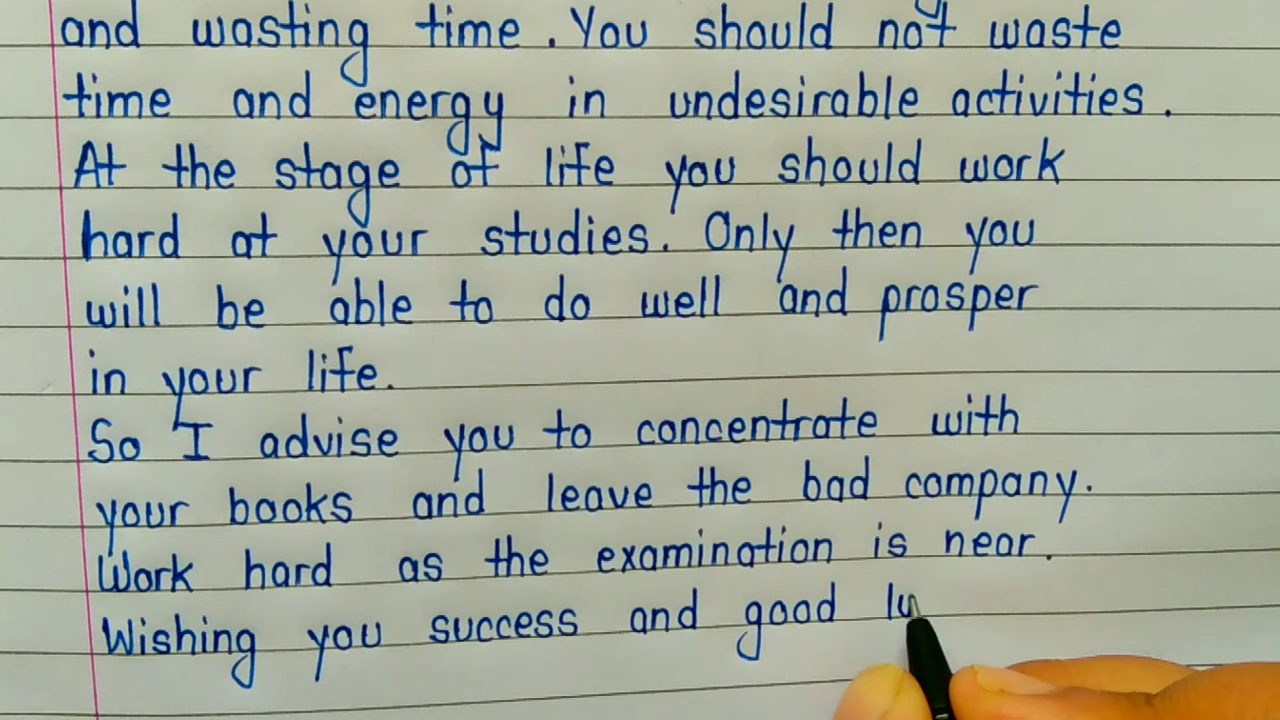 and wasting time. You should not waste
time and energy in undesirable activities.
At the stage of life you should work
hard at your studies. Only then you
will be able to do well and prosper
in your life.
So I advise you to concentrate with
your books and leave the bad company.
Work hard as the examination is near.
Wishing you success and good lu